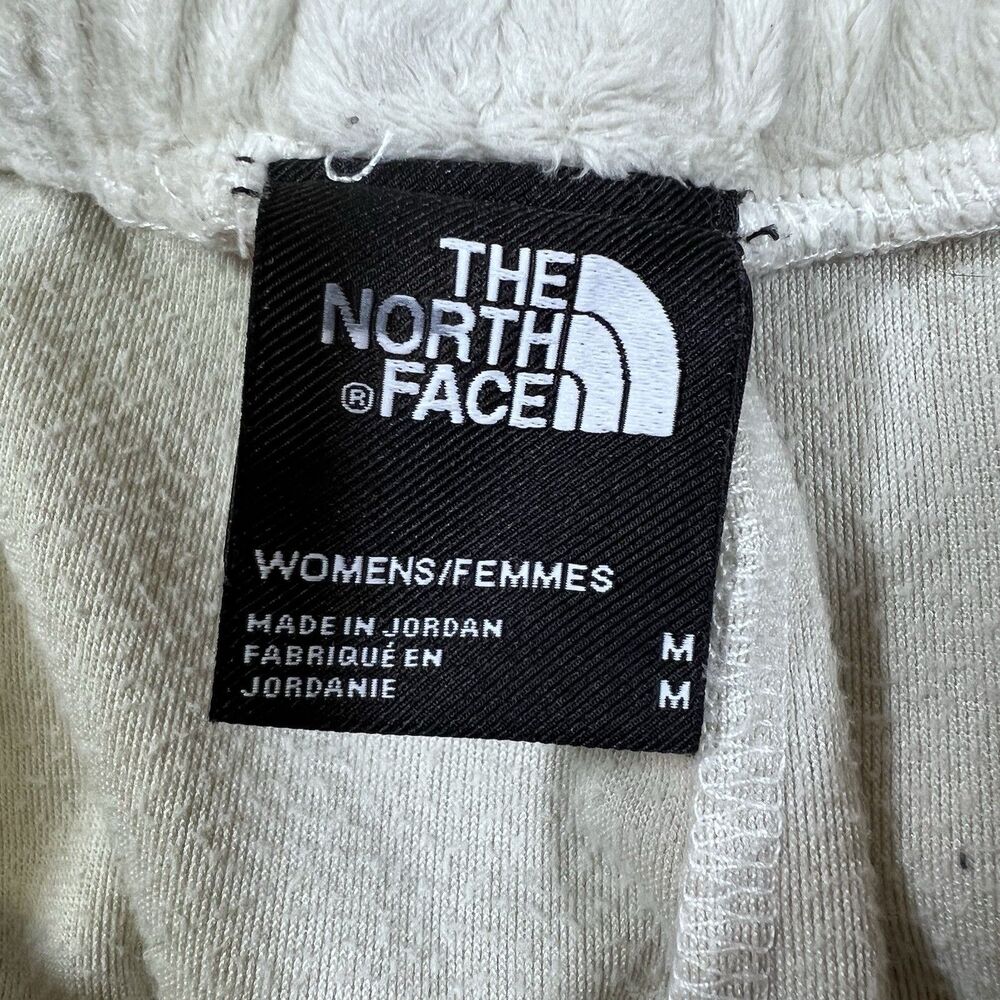 THE
NORTH
® FACE
WOMENS/FEMMES
MADE IN JORDAN
FABRIQUÉ EN M
JORDANIE M